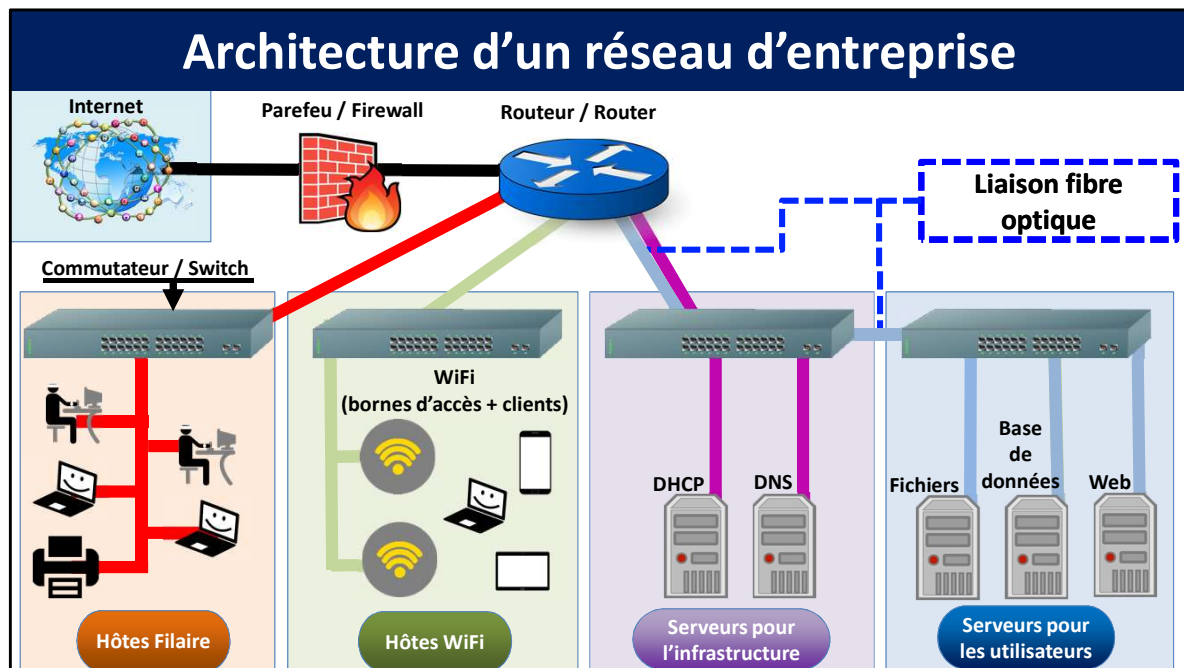 Architecture d’un réseau d’entreprise
Internet
Parefeu / Firewall
Routeur / Router
Liaison fibre
optique
Commutateur / Switch
WiFi
(bornes d’accès + clients)
DHCP
DNS
Fichiers
Base
de
données
Web
Hôtes Filaire
Hôtes WiFi
Serveurs pour
l’infrastructure
Serveurs pour
les utilisateurs